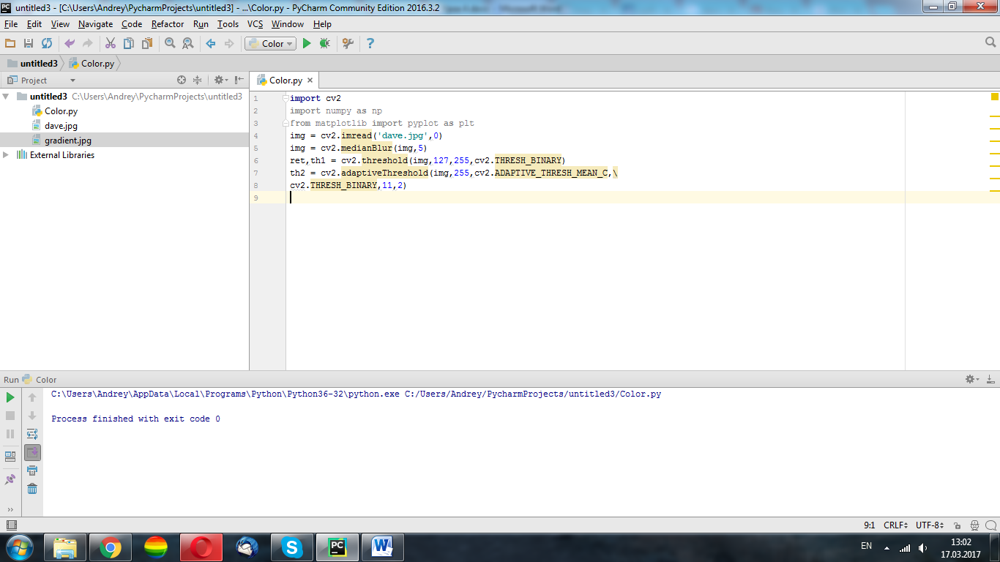 untitled3 - [C:\Users\Andrey\PycharmProjects\untitled3] - ...\Color.py - PyCharm Community Edition 2016.3.2
File Edit View Navigate Code Refactor Run Tools VCS Window Help
Color
untitled3 Color.py
Project
Color.py
untitled3 C:\Users\Andrey\PycharmProjects\untitled3
Color.py
dave.jpg
gradient.jpg
External Libraries
1 import cv2
2 import numpy as np
3 from matplotlib import pyplot as plt
4 img = cv2.imread('dave.jpg',0)
5 img = cv2.medianBlur(img,5)
6 ret,th1 = cv2.threshold(img,127,255,cv2.THRESH_BINARY)
7 th2 = cv2.adaptiveThreshold(img,255,cv2.ADAPTIVE_THRESH_MEAN_C,\
8 cv2.THRESH_BINARY,11,2)
9
Run Color
C:\Users\Andrey\AppData\Local\Programs\Python\Python36-32\python.exe C:/Users/Andrey/PycharmProjects/untitled3/Color.py
Process finished with exit code 0
9:1 CRLF UTF-8
EN
13:02
17.03.2017